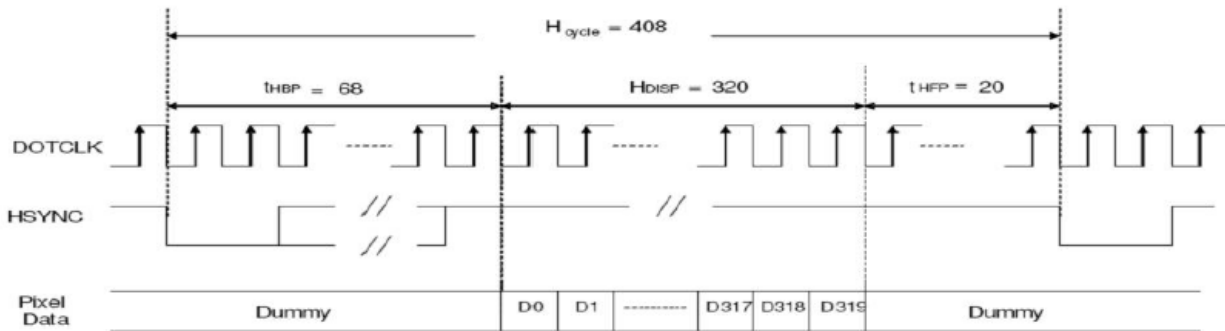 H cycle = 408
tHBP = 68 HDISP = 320 tHFP = 20
DOTCLK
HSYNC
Pixel Data Dummy D0 D1 D317 D318 D319 Dummy